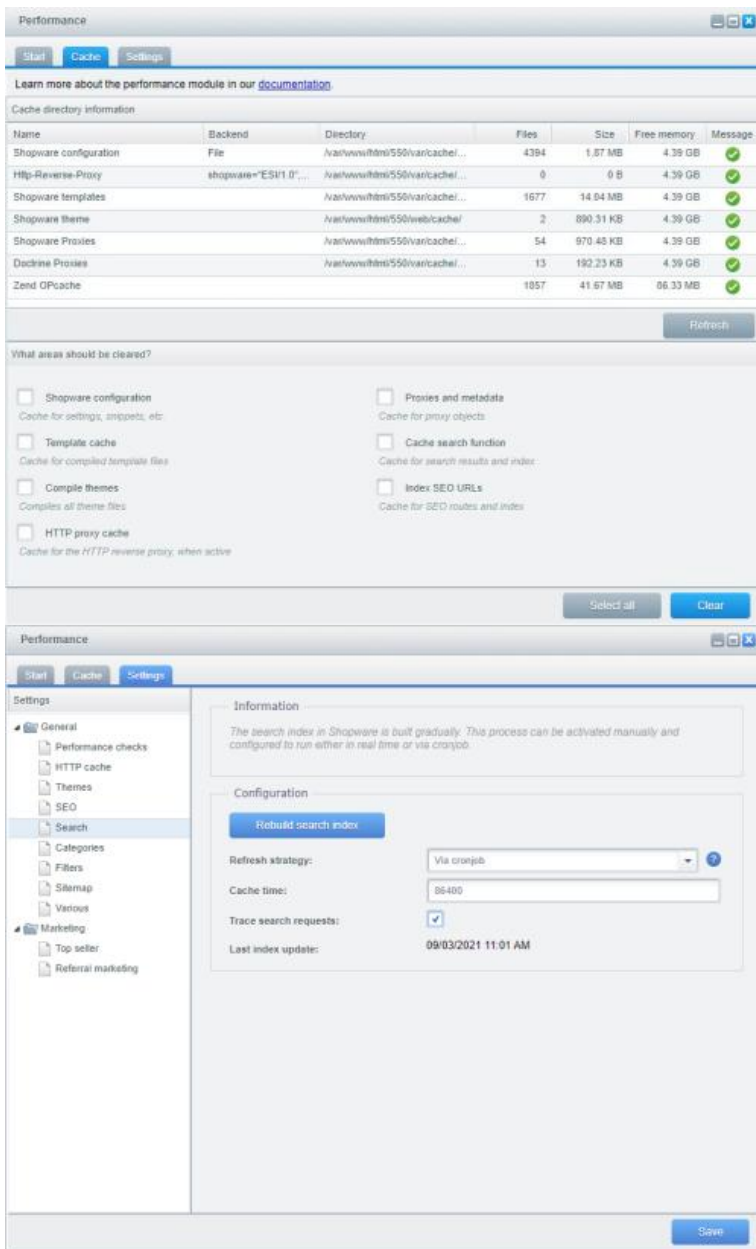 Performance
Start Cache Settings
Learn more about the performance module in our documentation.
Cache directory information
Name Backend Directory Files Size Free memory Message
Shopware configuration File /var/www/html/550/var/cache/... 4394 1.87 MB 4.39 GB
Http-Reverse-Proxy shopware="ESI/1.0",... /var/www/html/550/var/cache/... 0 0 B 4.39 GB
Shopware templates /var/www/html/550/var/cache/... 1677 14.04 MB 4.39 GB
Shopware theme /var/www/html/550/web/cache/ 2 890.31 KB 4.39 GB
Shopware Proxies /var/www/html/550/var/cache/... 54 970.48 KB 4.39 GB
Doctrine Proxies /var/www/html/550/var/cache/... 13 192.23 KB 4.39 GB
Zend OPcache 1857 41.67 MB 86.33 MB
Refresh
What areas should be cleared?
Shopware configuration Proxies and metadata
Cache for settings, snippets, etc. Cache for proxy objects
Template cache Cache search function
Cache for compiled template files Cache for search results and index
Compile themes Index SEO URLs
Compiles all theme files Cache for SEO routes and index
HTTP proxy cache
Cache for the HTTP reverse proxy, when active
Select all Clear
Performance
Start Cache Settings
Settings
General
Performance checks
HTTP cache
Themes
SEO
Search
Categories
Filters
Sitemap
Various
Marketing
Top seller
Referral marketing
Information
The search index in Shopware is built gradually. This process can be activated manually and
configured to run either in real time or via cronjob.
Configuration
Rebuild search index
Refresh strategy: Via cronjob
Cache time: 86400
Trace search requests:
Last index update: 09/03/2021 11:01 AM
Save